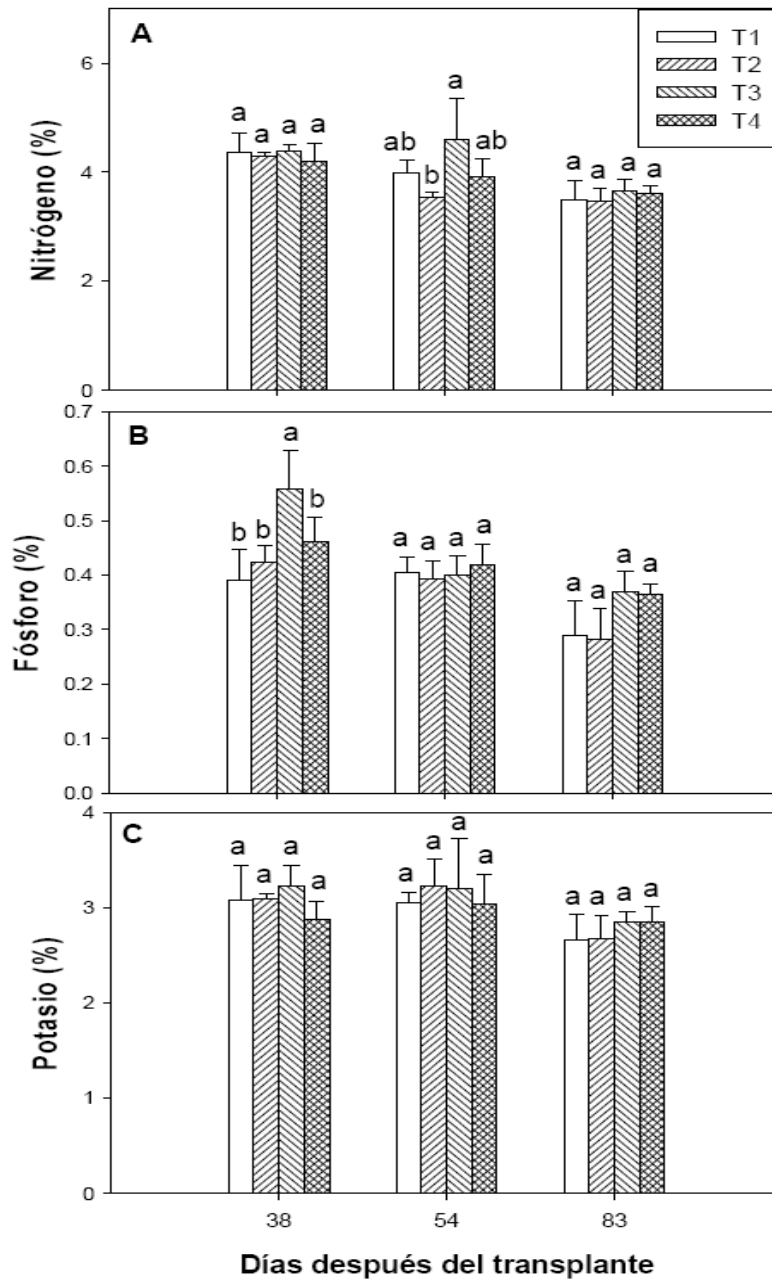 A
T1
T2
T3
T4
6
4
2
0
Nitrógeno (%)
a a a a
ab b a ab
a a a a
B
0.7
0.6
0.5
0.4
0.3
0.2
0.1
0.0
Fósforo (%)
b b a b
a a a a
a a a a
C
4
3
2
1
0
Potasio (%)
a a a a
a a a a
a a a a
38 54 83
Días después del transplante